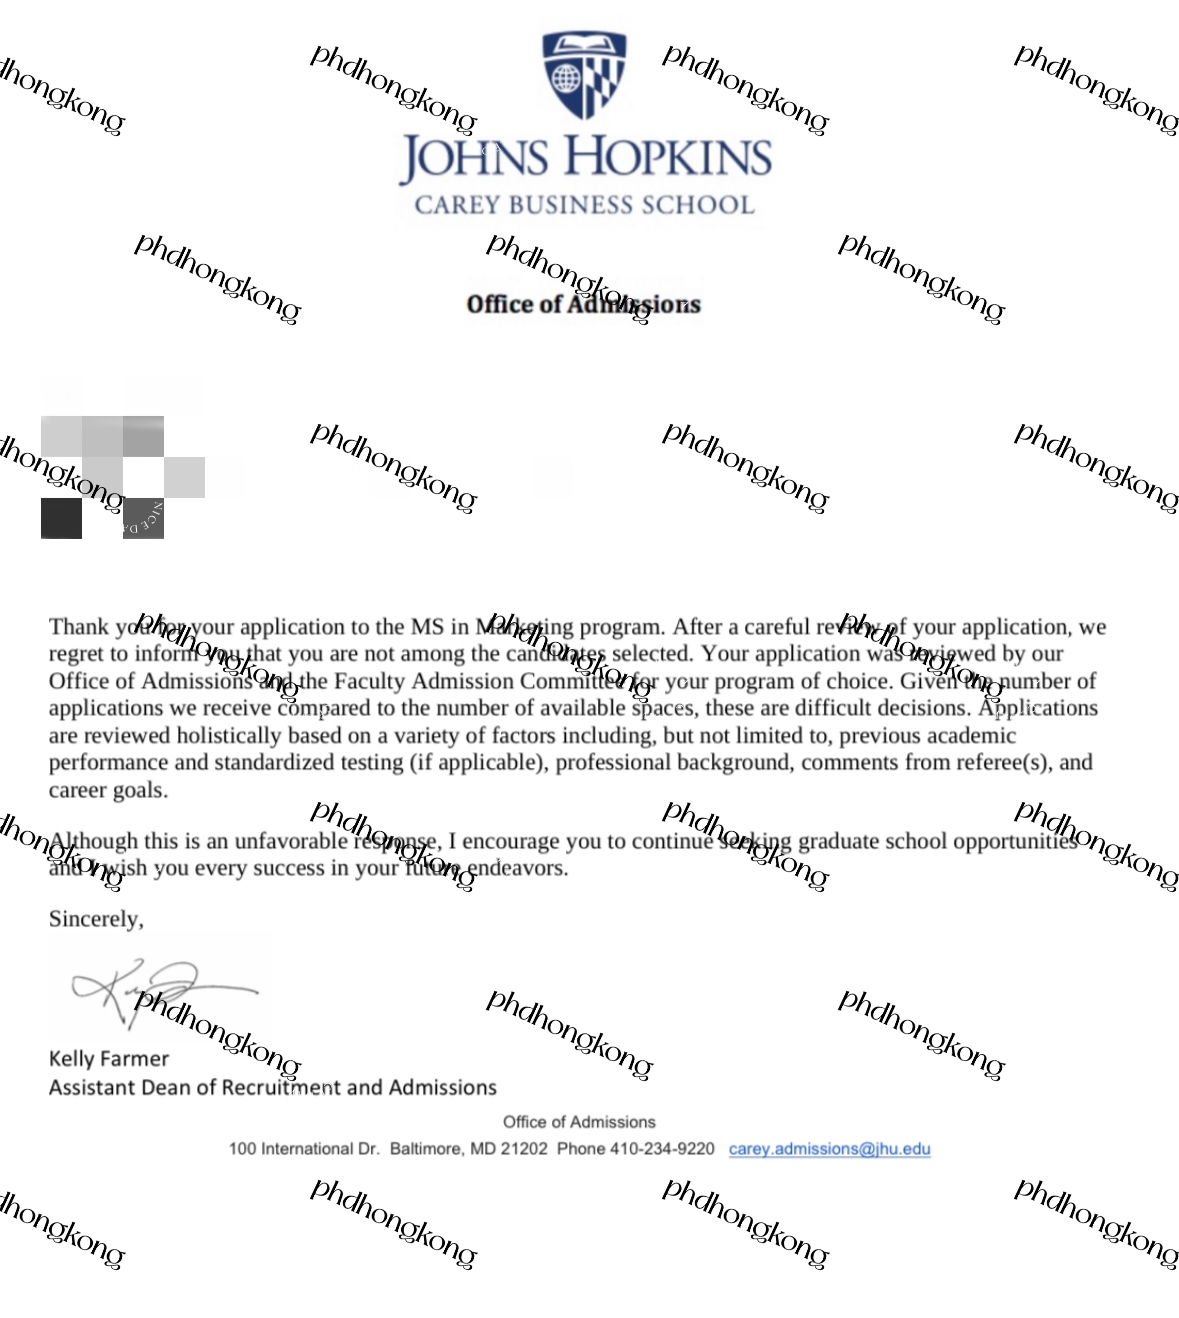 phdhongkong phdhongkong phdhongkong
JOHNS HOPKINS
CAREY BUSINESS SCHOOL
phdhongkong phdhongkong phdhongkong
Office of Admissions
hongkong phdhongkong phdhongkong phdhongkong
NICE
Thank you for your application to the MS in Marketing program. After a careful review of your application, we
regret to inform you that you are not among the candidates selected. Your application was reviewed by our
Office of Admissions and the Faculty Admission Committee for your program of choice. Given the number of
applications we receive compared to the number of available spaces, these are difficult decisions. Applications
are reviewed holistically based on a variety of factors including, but not limited to, previous academic
performance and standardized testing (if applicable), professional background, comments from referee(s), and
career goals.
phdhongkong phdhongkong phdhongkong
Although this is an unfavorable response, I encourage you to continue seeking graduate school opportunities
and I wish you every success in your future endeavors.
hongkong phdhongkong phdhongkong phdhongkong
Sincerely,
phdhongkong phdhongkong phdhongkong
Kelly Farmer
Assistant Dean of Recruitment and Admissions
Office of Admissions
100 International Dr. Baltimore, MD 21202 Phone 410-234-9220 carey.admissions@jhu.edu
hongkong phdhongkong phdhongkong phdhongkong